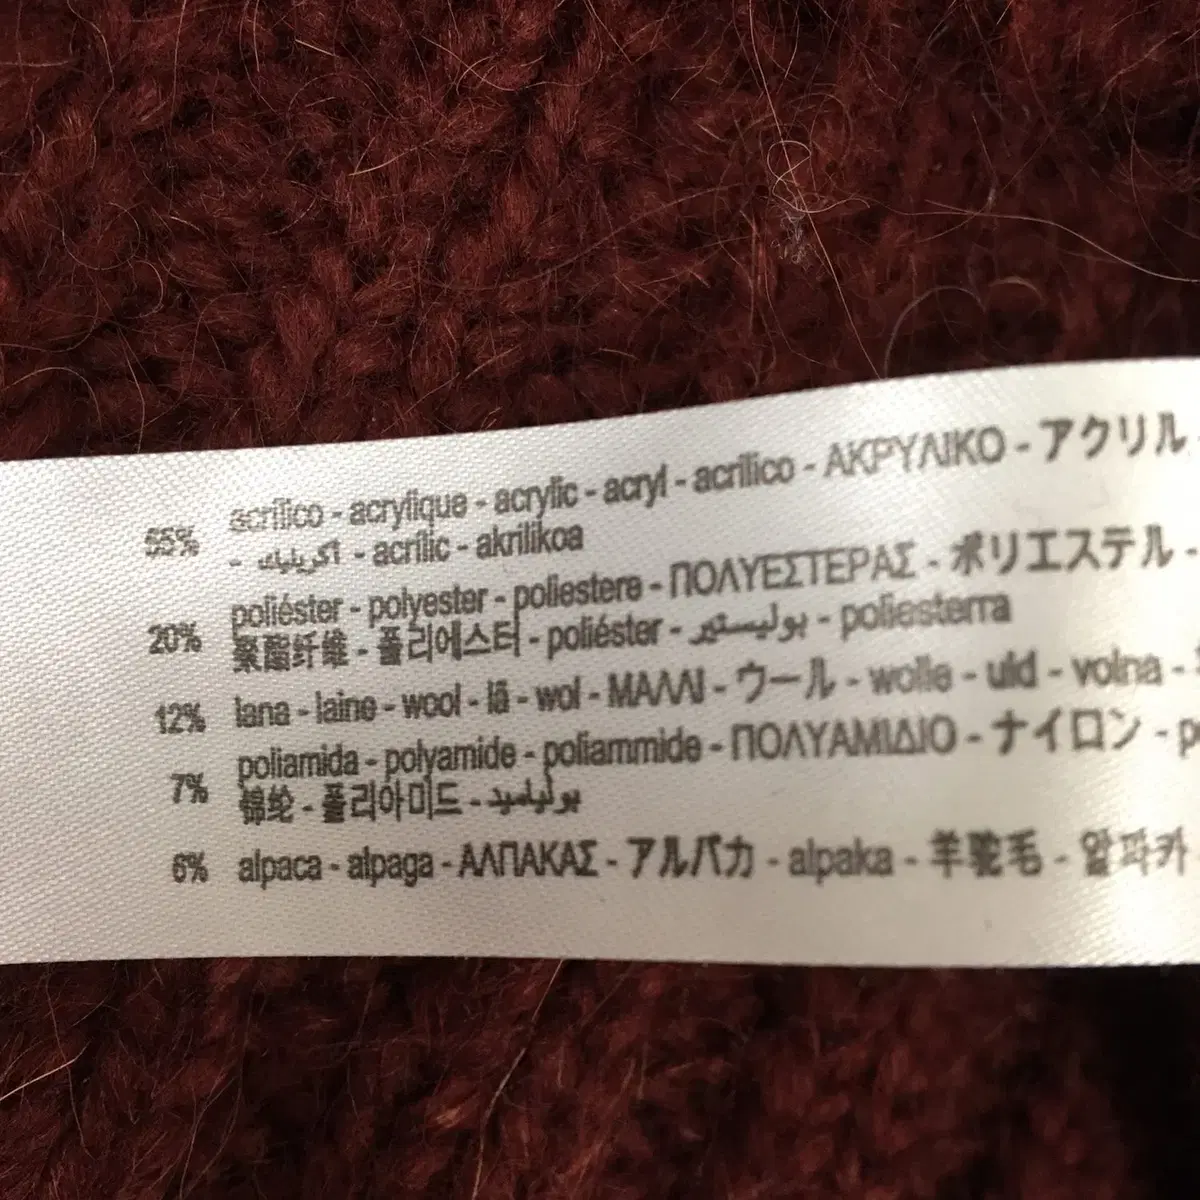 55% acrílico - acrylique - acrylic - acryl - acrilico - ΑΚΡΥΛΙΚΟ - アクリル -
- اكريليك - acrílic - akrilikoa
20% poliéster - polyester - poliestere - ΠΟΛΥΕΣΤΕΡΑΣ - ポリエステル -
聚酯纤维 - 폴리에스터 - polièster - بوليستير - poliesterra
12% lana - laine - wool - lã - wol - ΜΑΛΛΙ - ウール - wolle - uld - volna -
7% poliamida - polyamide - poliammide - ΠΟΛΥΑΜΙΔΙΟ - ナイロン - p
锦纶 - 폴리아미드 - بولياميد
6% alpaca - alpaga - ΑΛΠΑΚΑΣ - アルパカ - alpaka - 羊驼毛 - 알파카